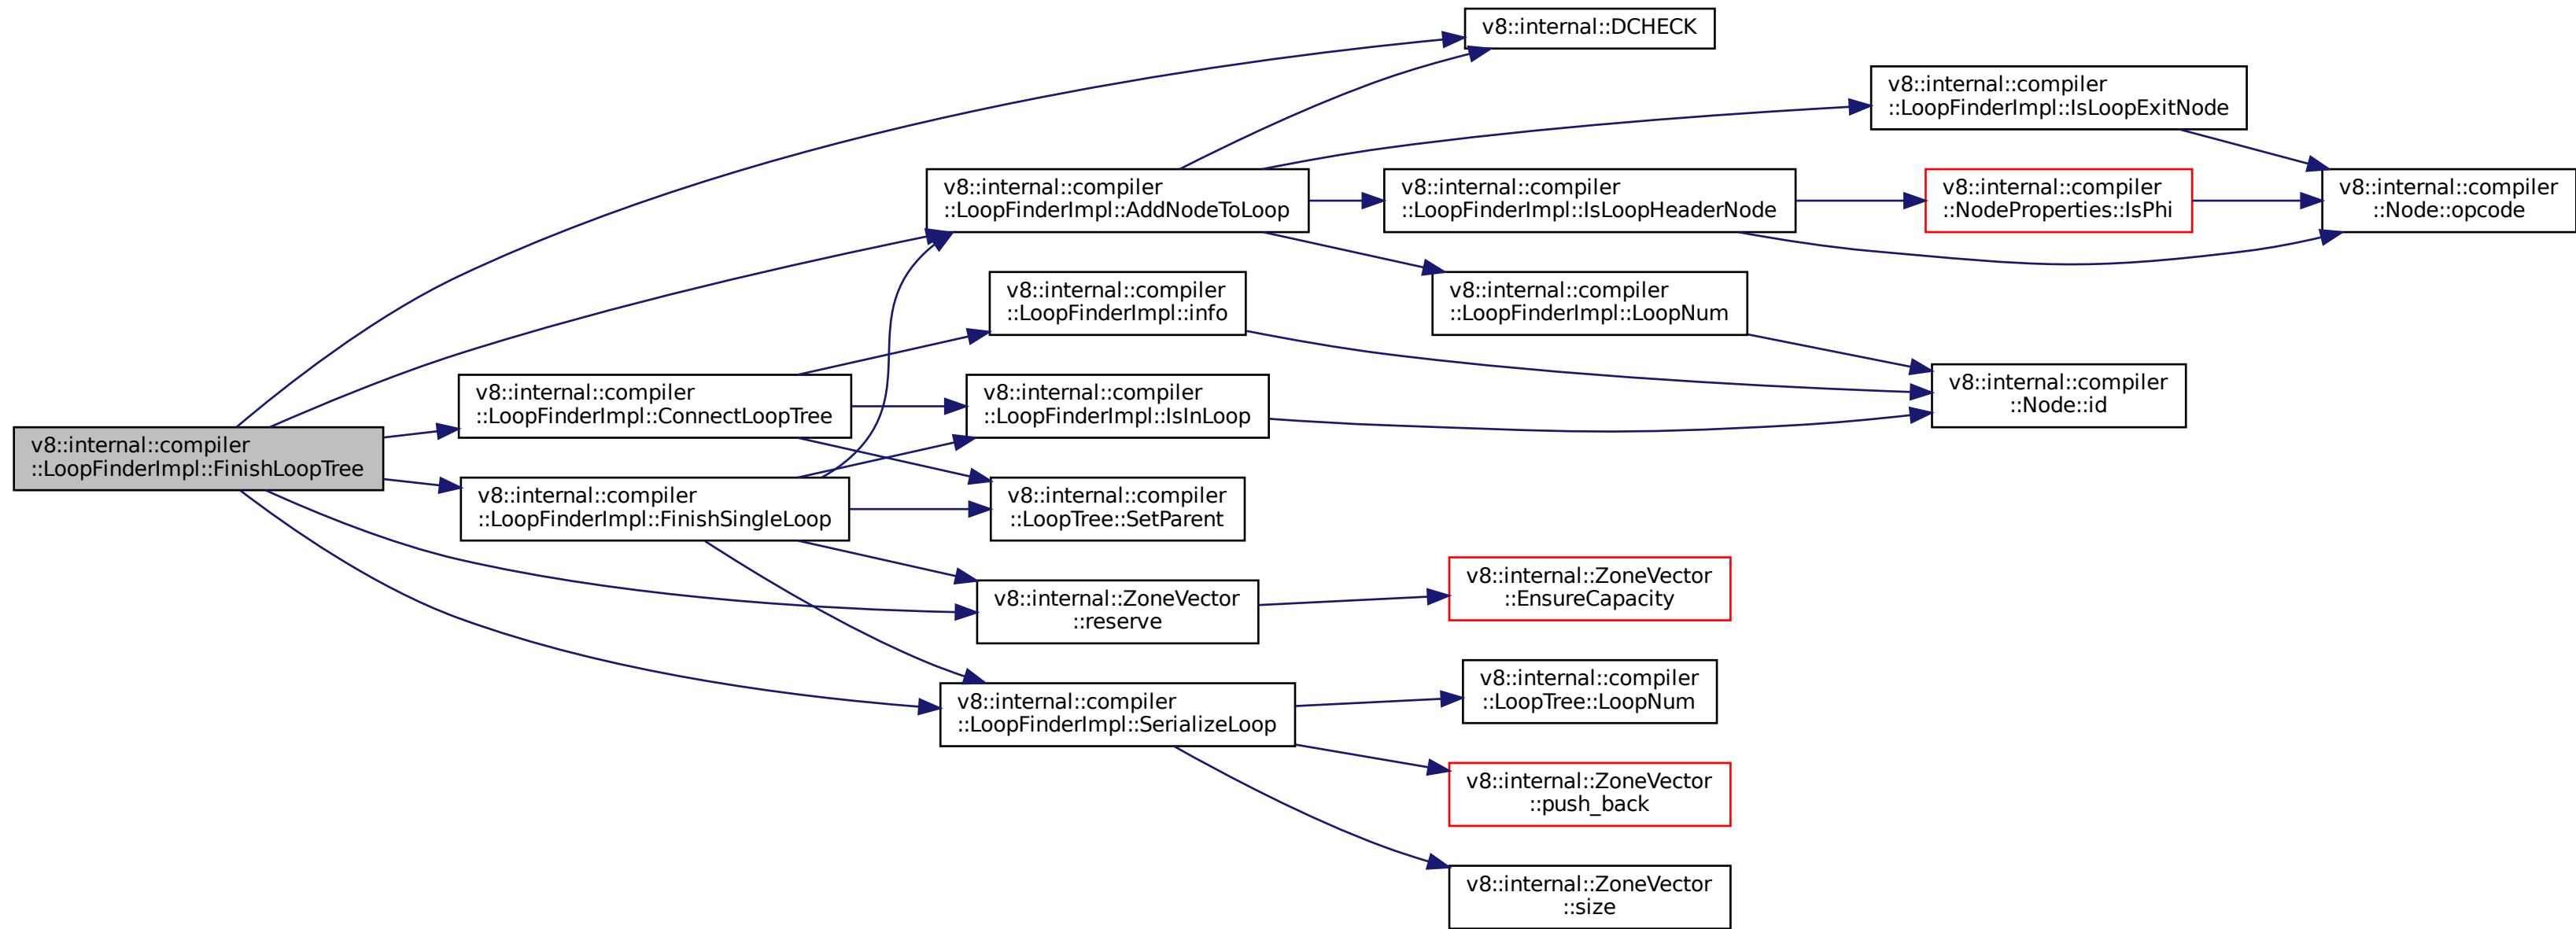 v8::internal::DCHECK
v8::internal::compiler
::LoopFinderImpl::IsLoopExitNode
v8::internal::compiler
::LoopFinderImpl::AddNodeToLoop
v8::internal::compiler
::LoopFinderImpl::IsLoopHeaderNode
v8::internal::compiler
::NodeProperties::IsPhi
v8::internal::compiler
::Node::opcode
v8::internal::compiler
::LoopFinderImpl::info
v8::internal::compiler
::LoopFinderImpl::LoopNum
v8::internal::compiler
::LoopFinderImpl::ConnectLoopTree
v8::internal::compiler
::LoopFinderImpl::IsInLoop
v8::internal::compiler
::Node::id
v8::internal::compiler
::LoopFinderImpl::FinishLoopTree
v8::internal::compiler
::LoopFinderImpl::FinishSingleLoop
v8::internal::compiler
::LoopTree::SetParent
v8::internal::ZoneVector
::reserve
v8::internal::ZoneVector
::EnsureCapacity
v8::internal::compiler
::LoopFinderImpl::SerializeLoop
v8::internal::compiler
::LoopTree::LoopNum
v8::internal::ZoneVector
::push_back
v8::internal::ZoneVector
::size